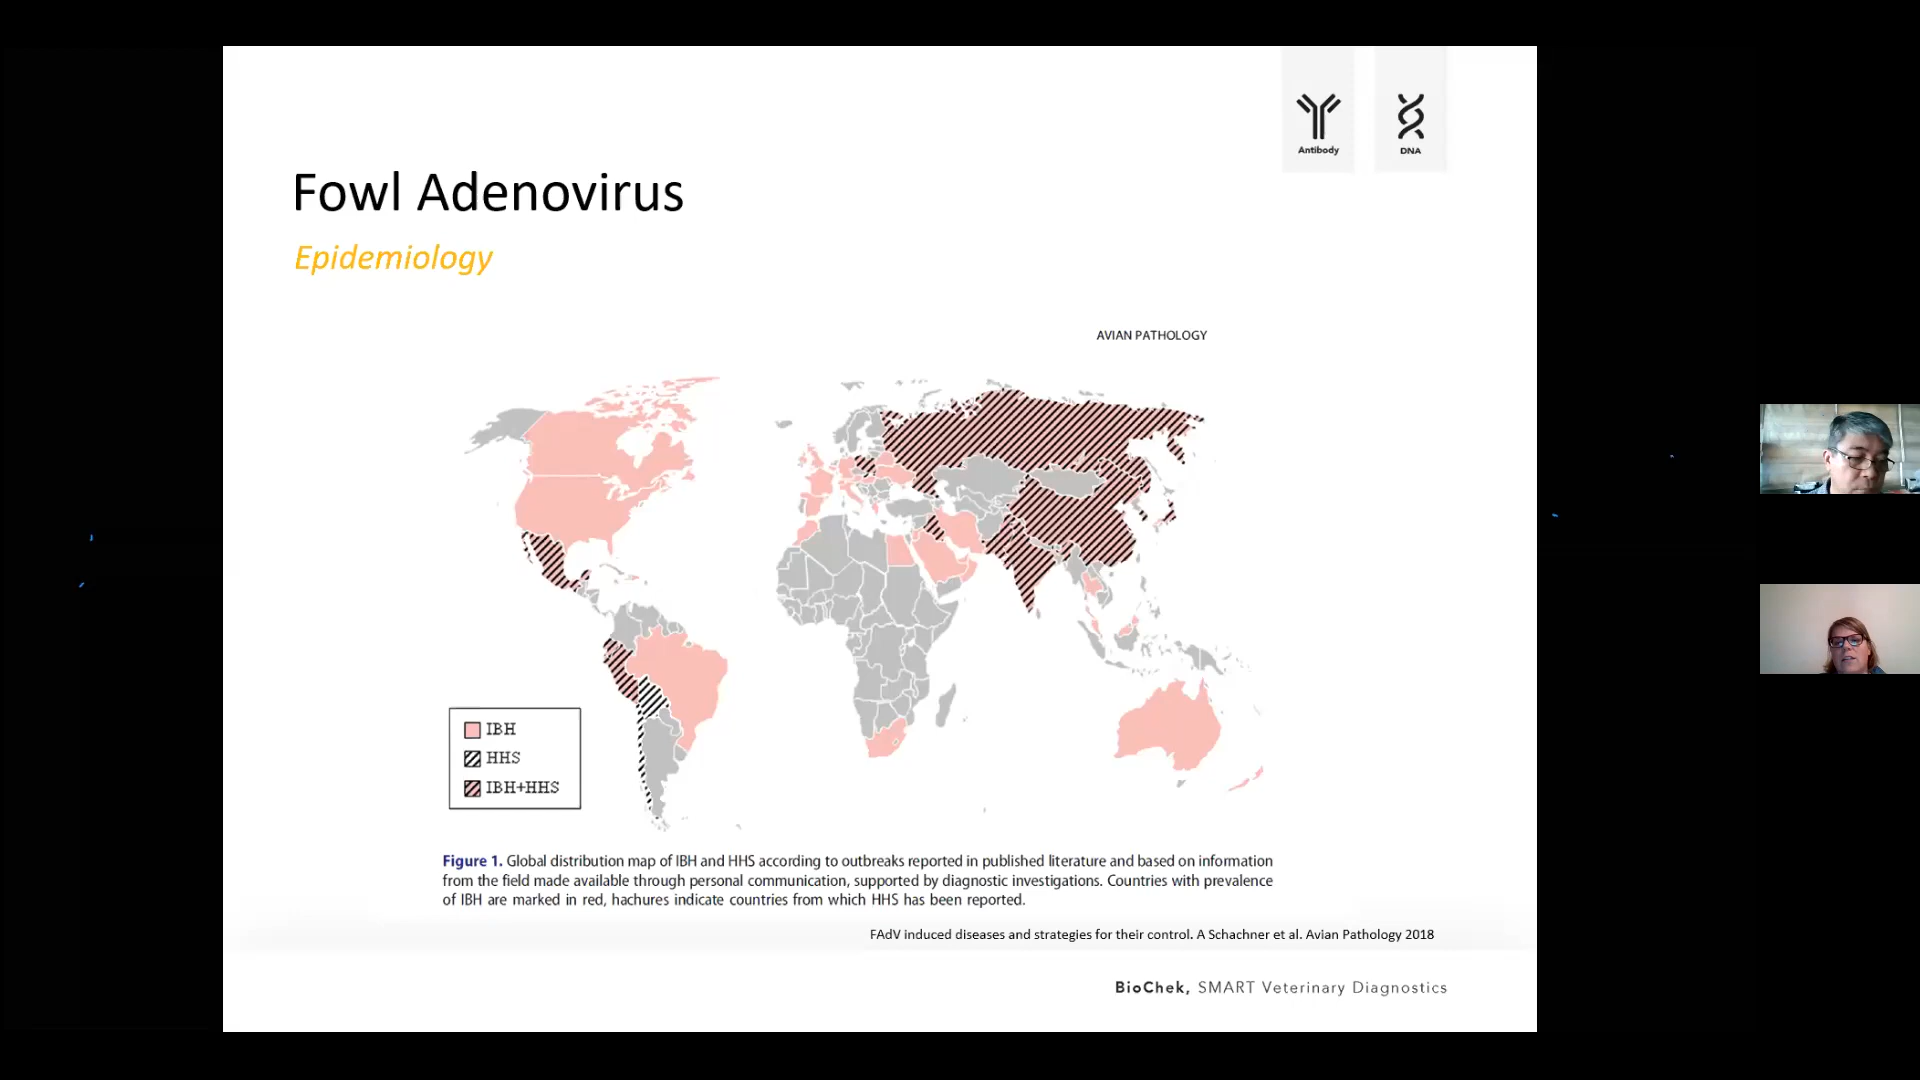 Antibody
DNA
Fowl Adenovirus
Epidemiology
AVIAN PATHOLOGY
IBH
HHS
IBH+HHS
Figure 1. Global distribution map of IBH and HHS according to outbreaks reported in published literature and based on information
from the field made available through personal communication, supported by diagnostic investigations. Countries with prevalence
of IBH are marked in red, hachures indicate countries from which HHS has been reported.
FAdV induced diseases and strategies for their control. A Schachner et al. Avian Pathology 2018
BioChek, SMART Veterinary Diagnostics